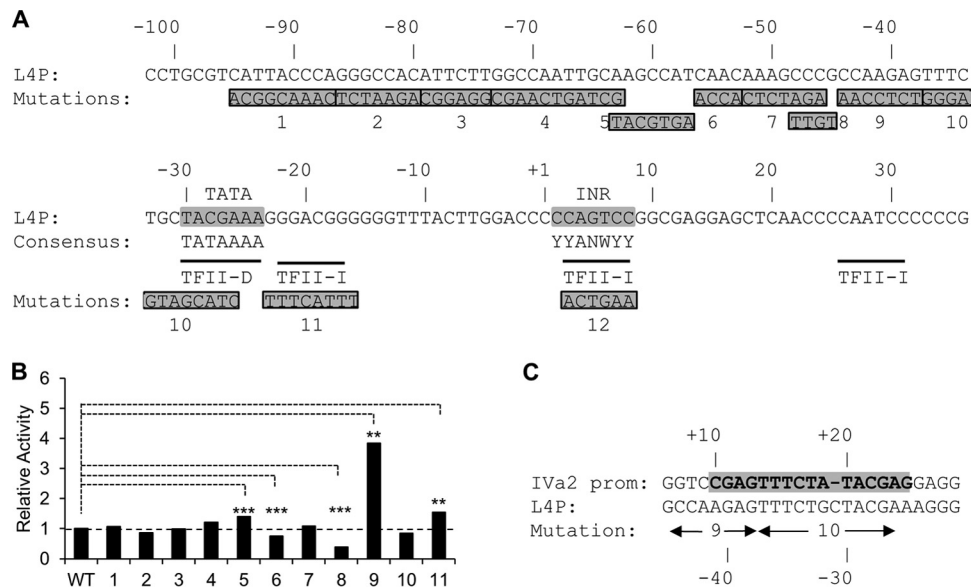 A
-100 -90 -80 -70 -60 -50 -40
L4P: CCTGCGTCATTACCCAGGGCCACATTCTTGGCCAATTGCAAGCCATCAACAAAGCCCGCCAAGAGTTTC
Mutations: ACGGCAAAC TCTAAGA CGGAGG CGAACTGATCG ACCA CTCTAGA AACCTCT GGGA
1 2 3 4 5 TACGTGA 6 7 TTGT 8 9 10
-30 -20 -10 +1 10 20 30
TATA INR
L4P: TGCTACGAAAGGGACGGGGGGTTTACTTGGACCCCCAGTCCGGCGAGGAGCTCAACCCCAATCCCCCCG
Consensus: TATAAAA YYANWYY
TFII-D TFII-I TFII-I TFII-I
Mutations: GTAGCATC TTTCATTT ACTGAA
10 11 12
B
Relative Activity
6
5
4
3
2
1
0
*** *** *** ** **
WT 1 2 3 4 5 6 7 8 9 10 11
C
+10 +20
IVa2 prom: GGTCCGAGTTTCTA-TACGAGGAGG
L4P: GCCAAGAGTTTCTGCTACGAAAGGG
Mutation: 9 10
-40 -30